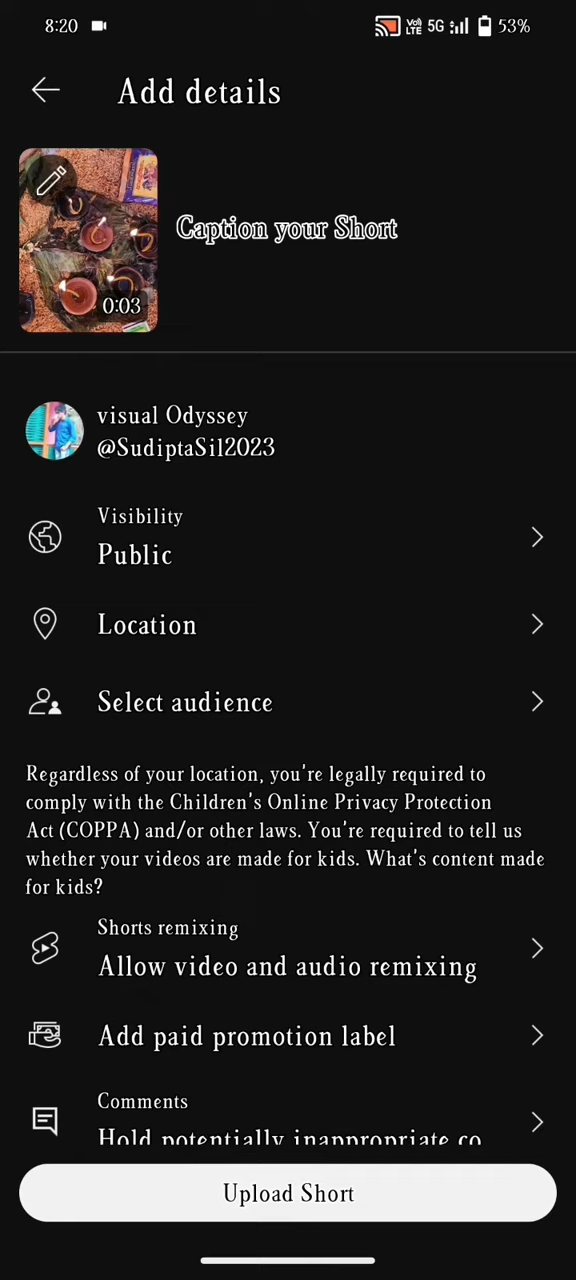 8:20
Vo) LTE 5G 53%
Add details
Caption your Short
0:03
visual Odyssey
@SudiptaSil2023
Visibility
Public
Location
Select audience
Regardless of your location, you're legally required to
comply with the Children's Online Privacy Protection
Act (COPPA) and/or other laws. You're required to tell us
whether your videos are made for kids. What's content made
for kids?
Shorts remixing
Allow video and audio remixing
Add paid promotion label
Comments
Hold potentially inappropriate co
Upload Short